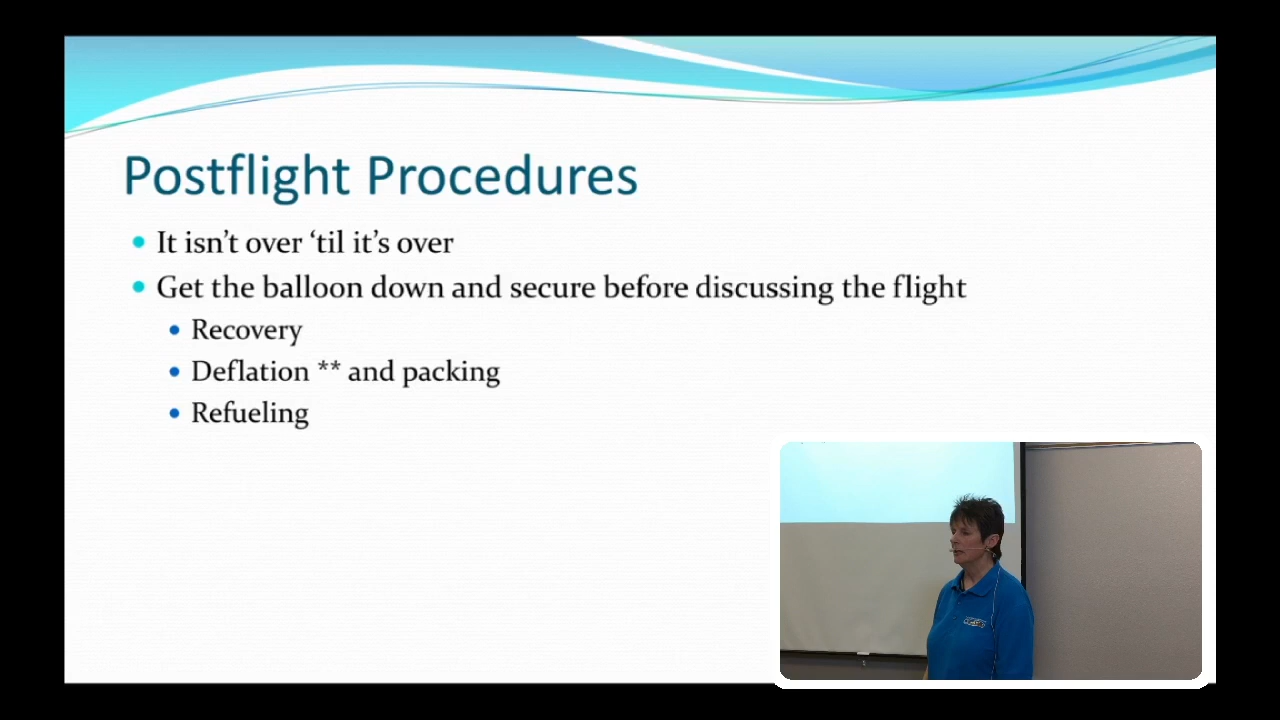 Postflight Procedures
It isn’t over ‘til it’s over
Get the balloon down and secure before discussing the flight
Recovery
Deflation ** and packing
Refueling